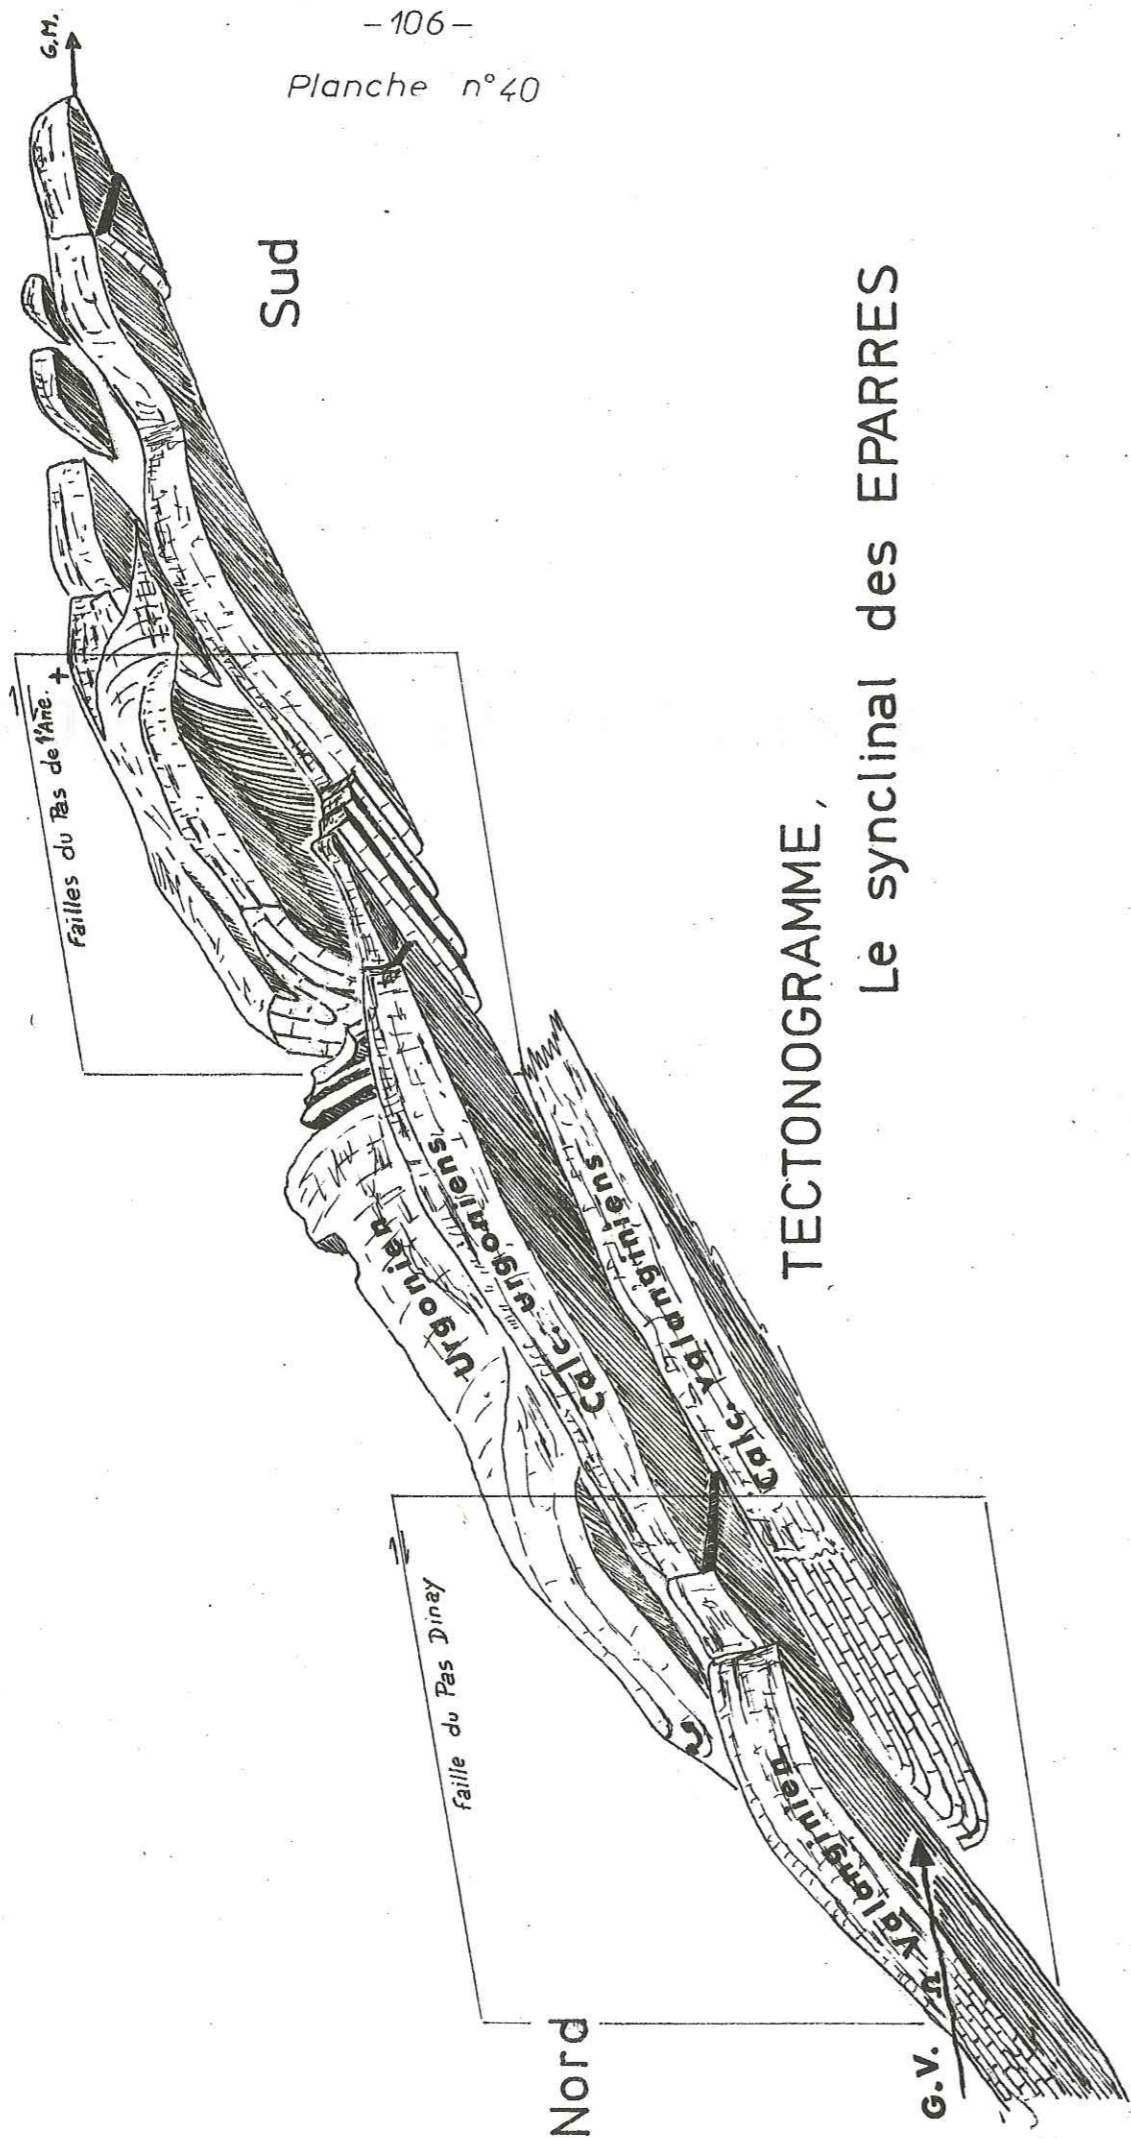 -106-
Planche n°40
G.M.
Sud
Failles du Pas de l'Âne.
+
Urgonien
Calc. urgoniens
Calc. valanginiens
Faille du Pas Dinay
Valanginien
Nord
G.V.
TECTONOGRAMME,
Le synclinal des EPARRES